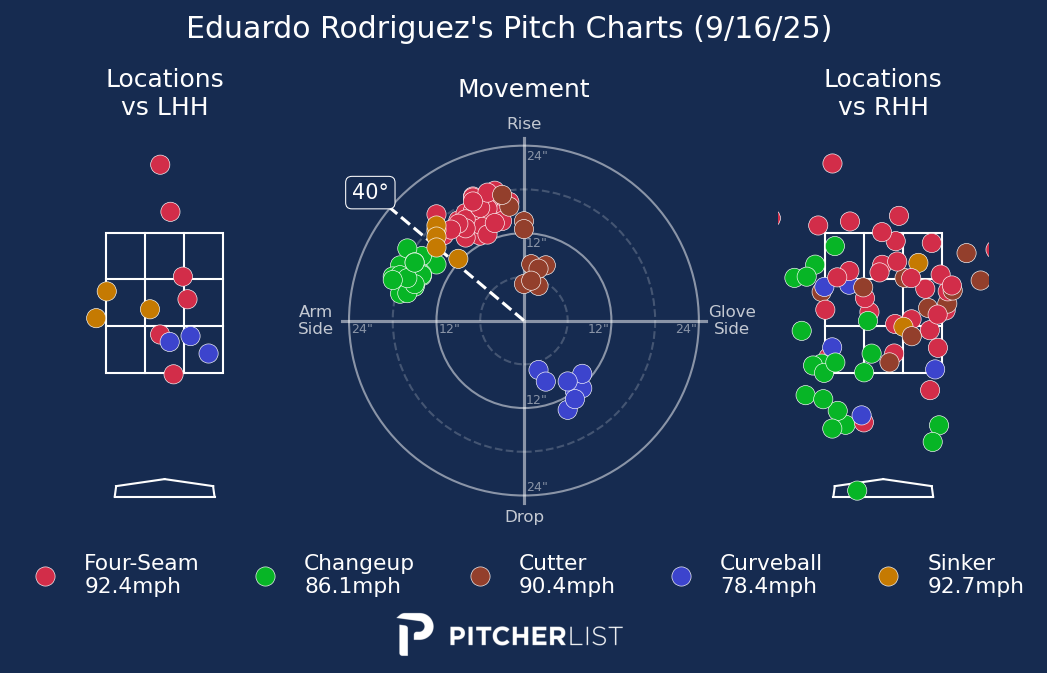 Eduardo Rodriguez's Pitch Charts (9/16/25)
Locations
vs LHH
Movement
Locations
vs RHH
Rise
24"
40°
12"
Arm
Side
24"
12"
12"
24"
Glove
Side
12"
24"
Drop
Four-Seam
92.4mph
Changeup
86.1mph
Cutter
90.4mph
Curveball
78.4mph
Sinker
92.7mph
PITCHERLIST